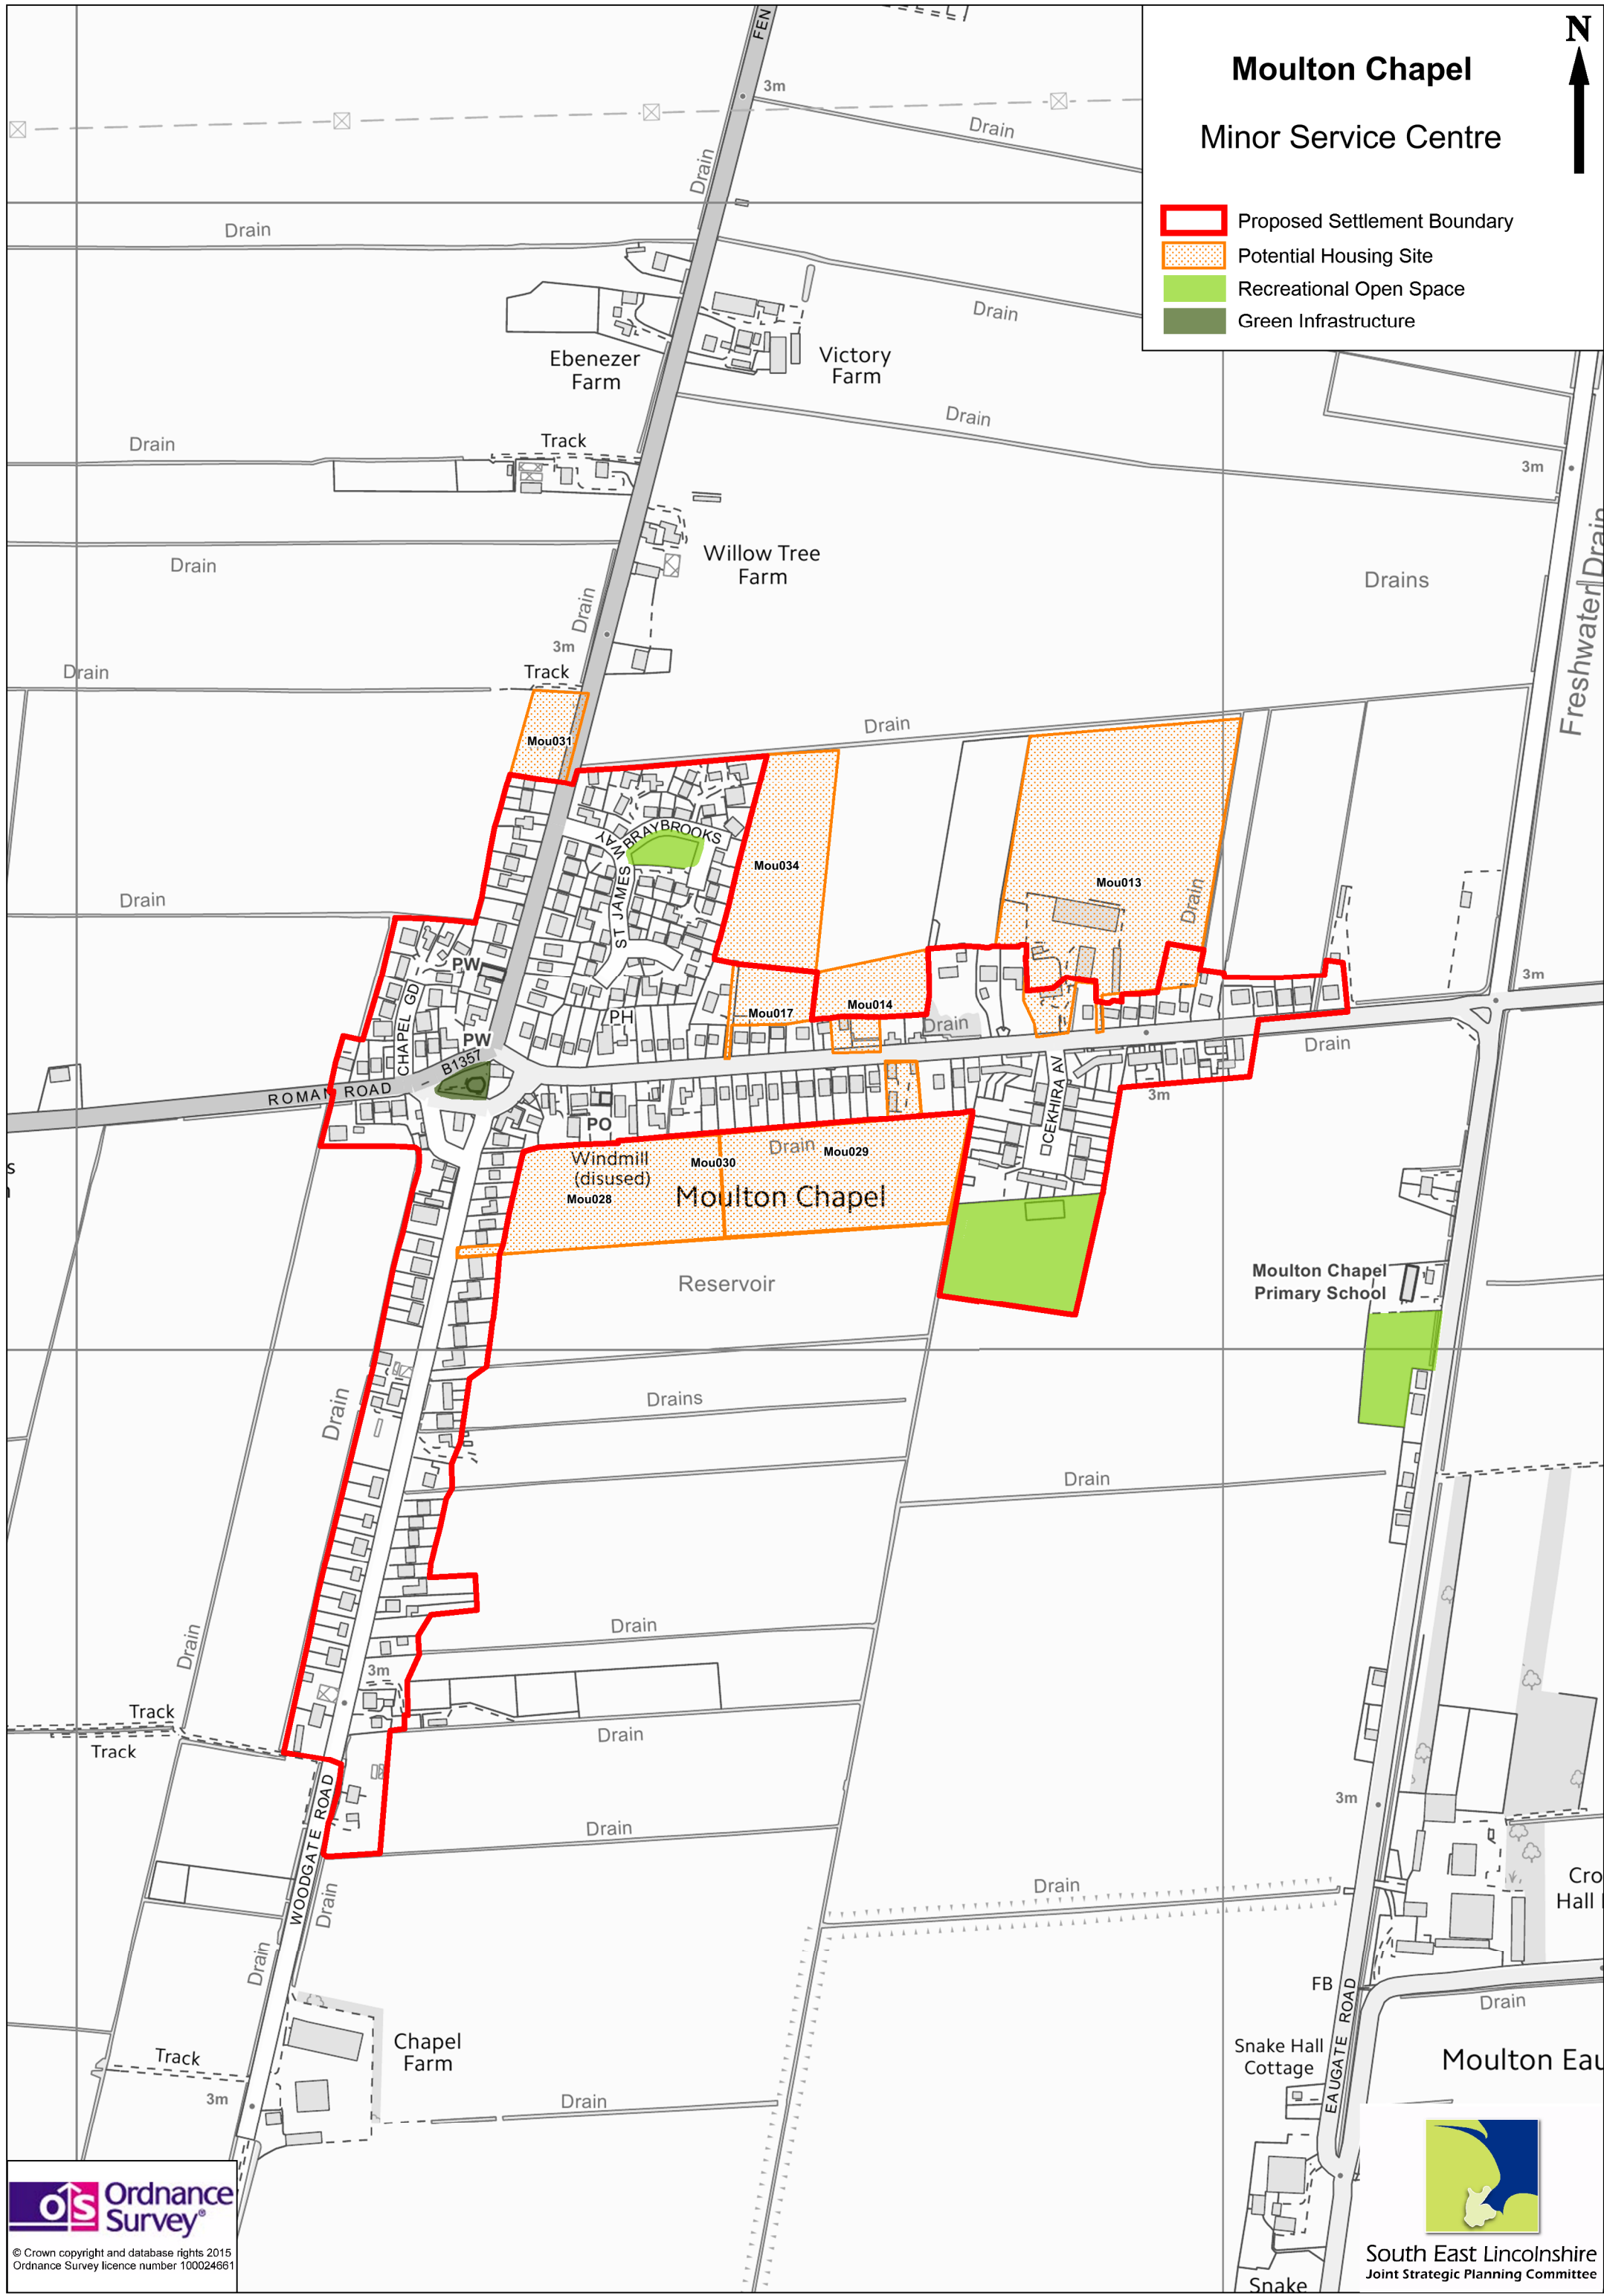 FEN
3m
N
Moulton Chapel
Minor Service Centre
Proposed Settlement Boundary
Potential Housing Site
Recreational Open Space
Green Infrastructure
Drain
Drain
Drain
Drain
Ebenezer
Farm
Victory
Farm
Drain
Drain
Track
3m
Drain
Willow Tree
Farm
Drains
Freshwater Drain
Drain
3m
Drain
Track
Drain
Mou031
BRAYBROOKS
WAY
ST JAMES
Mou034
Mou013
Drain
Drain
PW
CHAPEL GD
3m
Mou017
Mou014
PH
Drain
PW
B1357
ROMAN ROAD
Drain
3m
PO
Windmill
(disused)
Drain
Mou030
Mou029
Mou028
Moulton Chapel
Reservoir
Moulton Chapel
Primary School
Drain
Drains
Drain
Drain
Drain
3m
Track
Track
Drain
3m
Drain
WOODGATE ROAD
Drain
Drain
Drain
Cro
Hall
FB
EAUGATE ROAD
Drain
Chapel
Farm
Track
3m
Drain
Snake Hall
Cottage
Moulton Eau
Snake
Ordnance
Survey®
© Crown copyright and database rights 2015
Ordnance Survey licence number 100024661
South East Lincolnshire
Joint Strategic Planning Committee